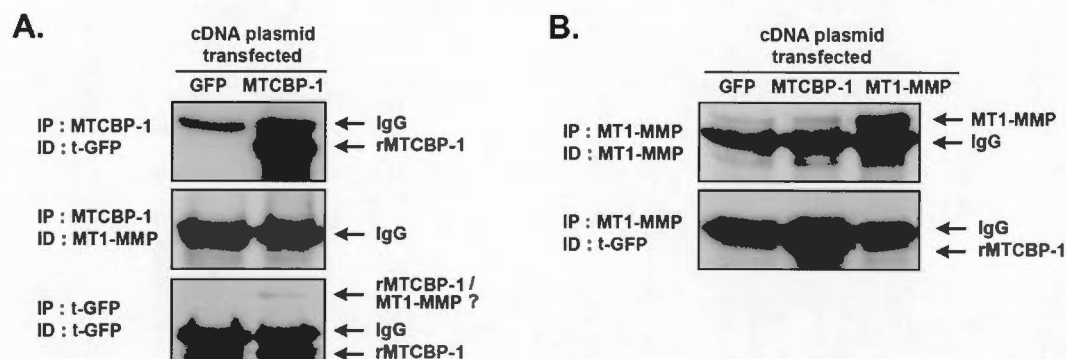 A.
cDNA plasmid
transfected
GFP MTCBP-1
IP : MTCBP-1
ID : t-GFP
IgG
rMTCBP-1
IP : MTCBP-1
ID : MT1-MMP
IgG
IP : t-GFP
ID : t-GFP
rMTCBP-1 /
MT1-MMP ?
IgG
rMTCBP-1
B.
cDNA plasmid
transfected
GFP MTCBP-1 MT1-MMP
IP : MT1-MMP
ID : MT1-MMP
MT1-MMP
IgG
IP : MT1-MMP
ID : t-GFP
IgG
rMTCBP-1